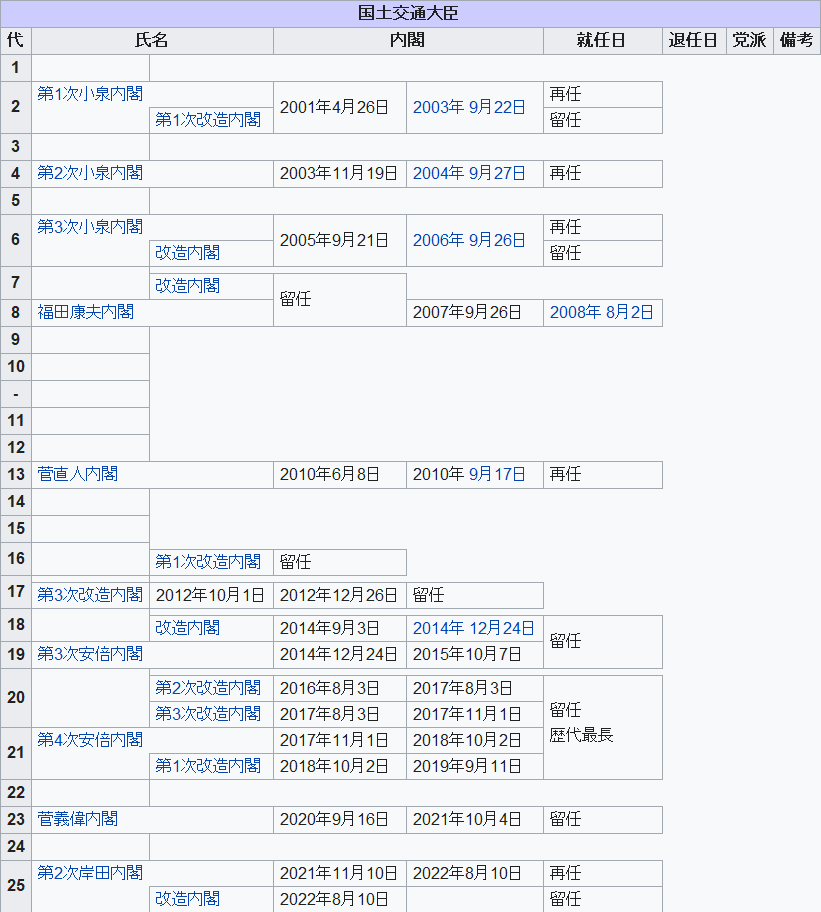 国土交通大臣
代 氏名 内閣 就任日 退任日 党派 備考
1
2 第1次小泉内閣 2001年4月26日 2003年 9月22日 再任
第1次改造内閣 留任
3
4 第2次小泉内閣 2003年11月19日 2004年 9月27日 再任
5
6 第3次小泉内閣 2005年9月21日 2006年 9月26日 再任
改造内閣 留任
7 改造内閣 留任
8 福田康夫内閣 2007年9月26日 2008年 8月2日
9
10
-
11
12
13 菅直人内閣 2010年6月8日 2010年 9月17日 再任
14
15
16 第1次改造内閣 留任
17 第3次改造内閣 2012年10月1日 2012年12月26日 留任
18 改造内閣 2014年9月3日 2014年 12月24日 留任
19 第3次安倍内閣 2014年12月24日 2015年10月7日
20 第2次改造内閣 2016年8月3日 2017年8月3日 留任
第3次改造内閣 2017年8月3日 2017年11月1日 歴代最長
21 第4次安倍内閣 2017年11月1日 2018年10月2日
第1次改造内閣 2018年10月2日 2019年9月11日
22
23 菅義偉内閣 2020年9月16日 2021年10月4日 留任
24
25 第2次岸田内閣 2021年11月10日 2022年8月10日 再任
改造内閣 2022年8月10日 留任